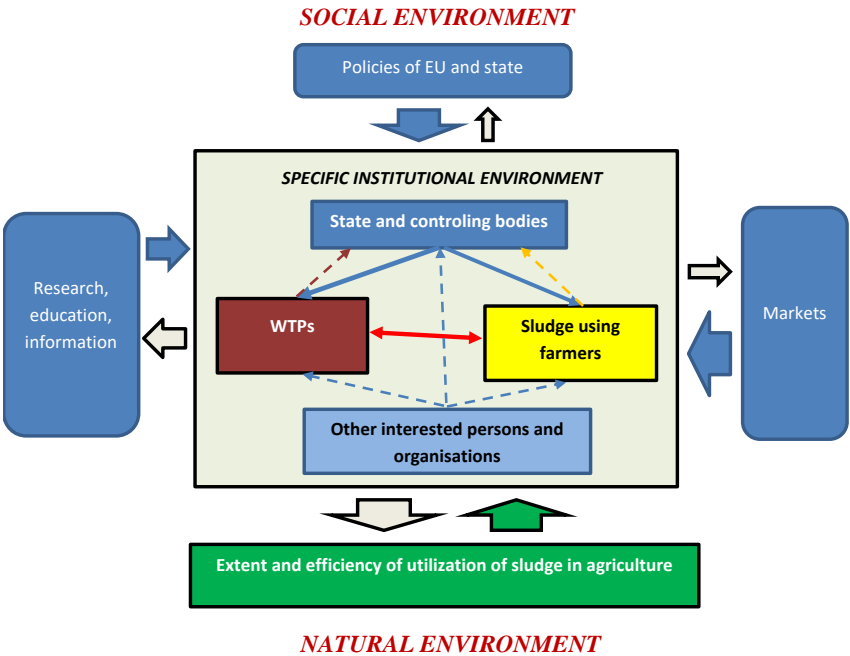 SOCIAL ENVIRONMENT
Policies of EU and state
SPECIFIC INSTITUTIONAL ENVIRONMENT
State and controling bodies
Research,
education,
information
WTPs
Sludge using
farmers
Markets
Other interested persons and
organisations
Extent and efficiency of utilization of sludge in agriculture
NATURAL ENVIRONMENT